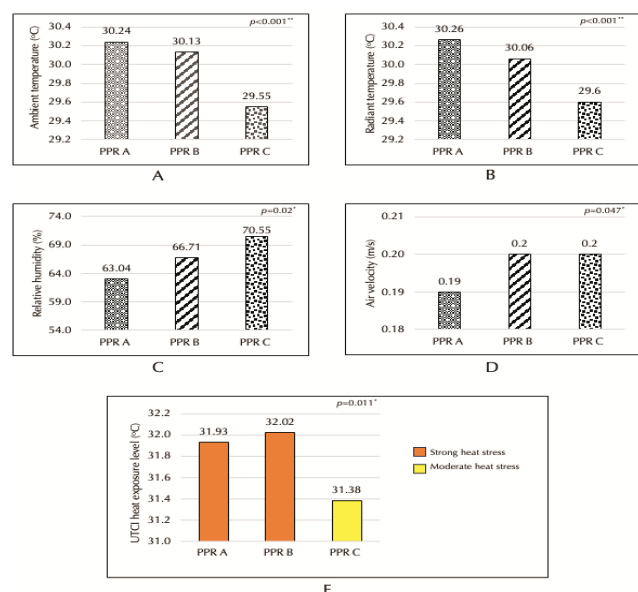 p<0.001**
Ambient temperature (ºC)
30.4
30.2
30.0
29.8
29.6
29.4
29.2
30.24
30.13
29.55
PPR A
PPR B
PPR C
A
p<0.001**
Radiant temperature (ºC)
30.4
30.2
30.0
29.8
29.6
29.4
29.2
30.26
30.06
29.6
PPR A
PPR B
PPR C
B
p=0.02*
Relative humidity (%)
74.0
69.0
64.0
59.0
54.0
63.04
66.71
70.55
PPR A
PPR B
PPR C
C
p=0.047*
Air velocity (m/s)
0.21
0.20
0.19
0.18
0.19
0.2
0.2
PPR A
PPR B
PPR C
D
p=0.011*
UTCI heat exposure level (ºC)
32.2
32.0
31.8
31.6
31.4
31.2
31.0
31.93
32.02
31.38
PPR A
PPR B
PPR C
Strong heat stress
Moderate heat stress